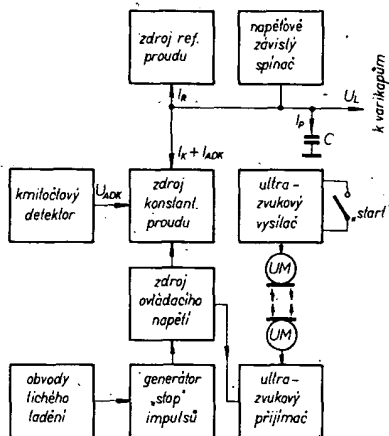 zdroj ref.
proudu
napěťově
závislý
spínač
I_R
U_L
k varikapům
I_P
C
I_K + I_ADK
kmitočtový
detektor
U_ADK
zdroj
konstant.
proudu
ultra-
zvukový
vysílač
„start"
zdroj
ovládacího
napětí
UM
UM
obvody
tichého
ladění
generátor
„stop"
impulsů
ultra-
zvukový
přijímač